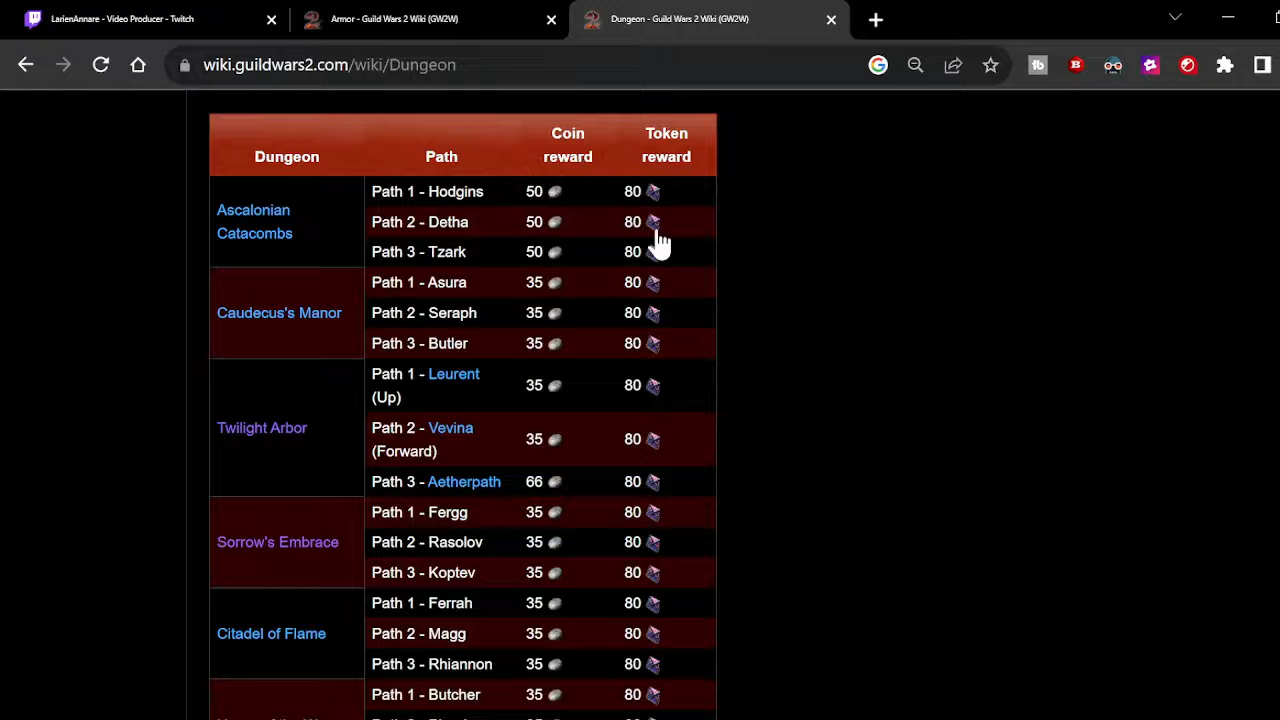 LarienAnnare - Video Producer - Twitch
Armor - Guild Wars 2 Wiki (GW2W)
Dungeon - Guild Wars 2 Wiki (GW2W)
wiki.guildwars2.com/wiki/Dungeon
Dungeon Path Coin reward Token reward
Ascalonian Catacombs
Path 1 - Hodgins 50 80
Path 2 - Detha 50 80
Path 3 - Tzark 50 80
Caudecus's Manor
Path 1 - Asura 35 80
Path 2 - Seraph 35 80
Path 3 - Butler 35 80
Twilight Arbor
Path 1 - Leurent (Up) 35 80
Path 2 - Vevina (Forward) 35 80
Path 3 - Aetherpath 66 80
Sorrow's Embrace
Path 1 - Fergg 35 80
Path 2 - Rasolov 35 80
Path 3 - Koptev 35 80
Citadel of Flame
Path 1 - Ferrah 35 80
Path 2 - Magg 35 80
Path 3 - Rhiannon 35 80
Path 1 - Butcher 35 80